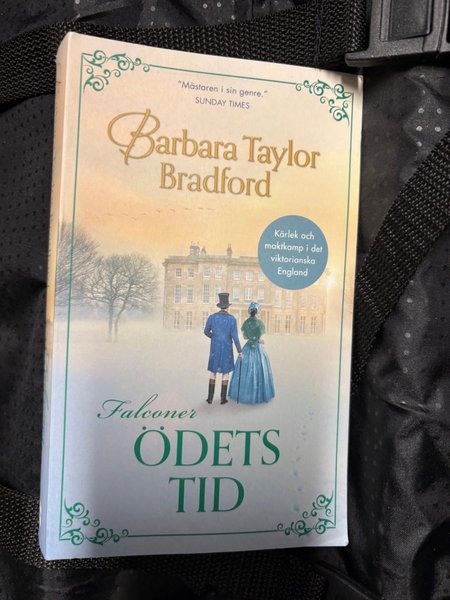 "Mästaren i sin genre."
SUNDAY TIMES
Barbara Taylor
Bradford
Kärlek och
maktkamp i det
viktorianska
England
Falconer
ÖDETS
TID